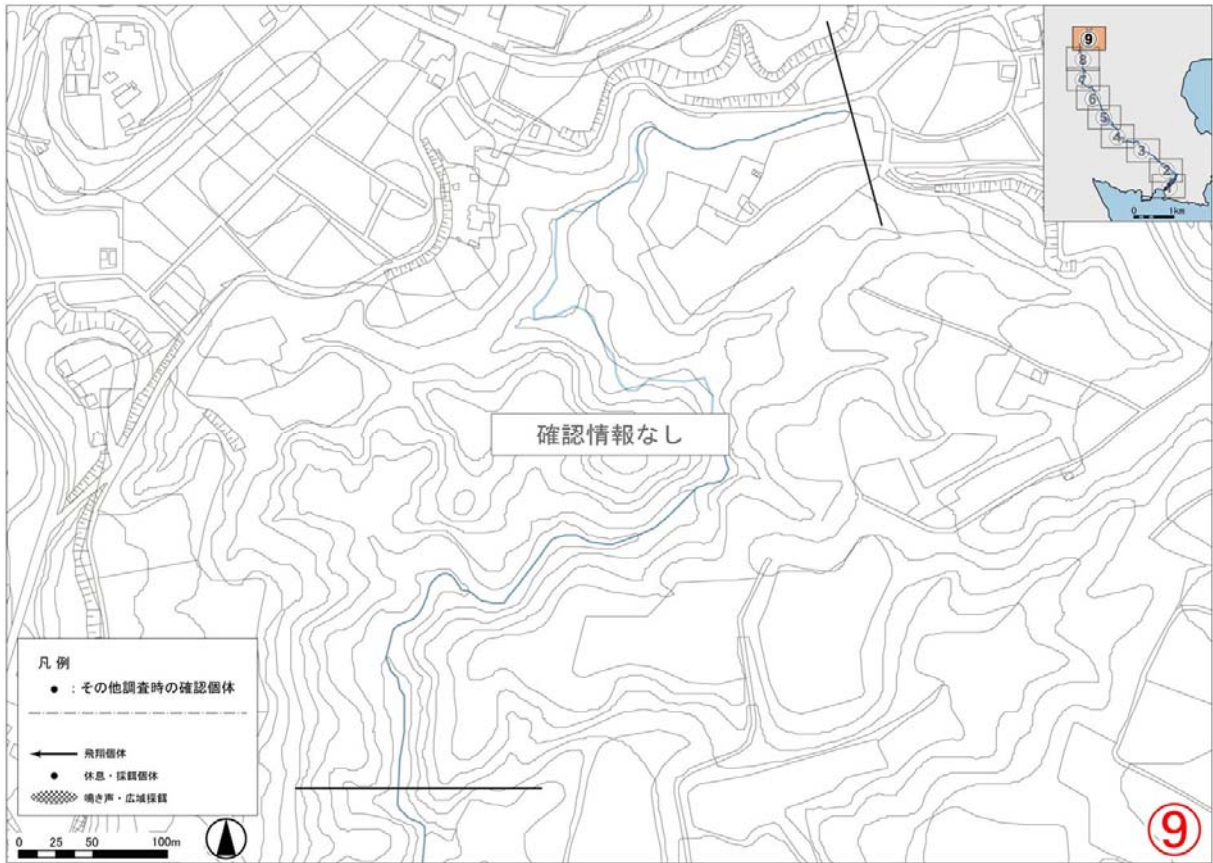 確認情報なし
⑨
⑧
⑦
⑥
⑤
④
③
2
0 1km
凡例
● : その他調査時の確認個体
飛翔個体
● 休息・採餌個体
鳴き声・広域採餌
0 25 50 100m
⑨